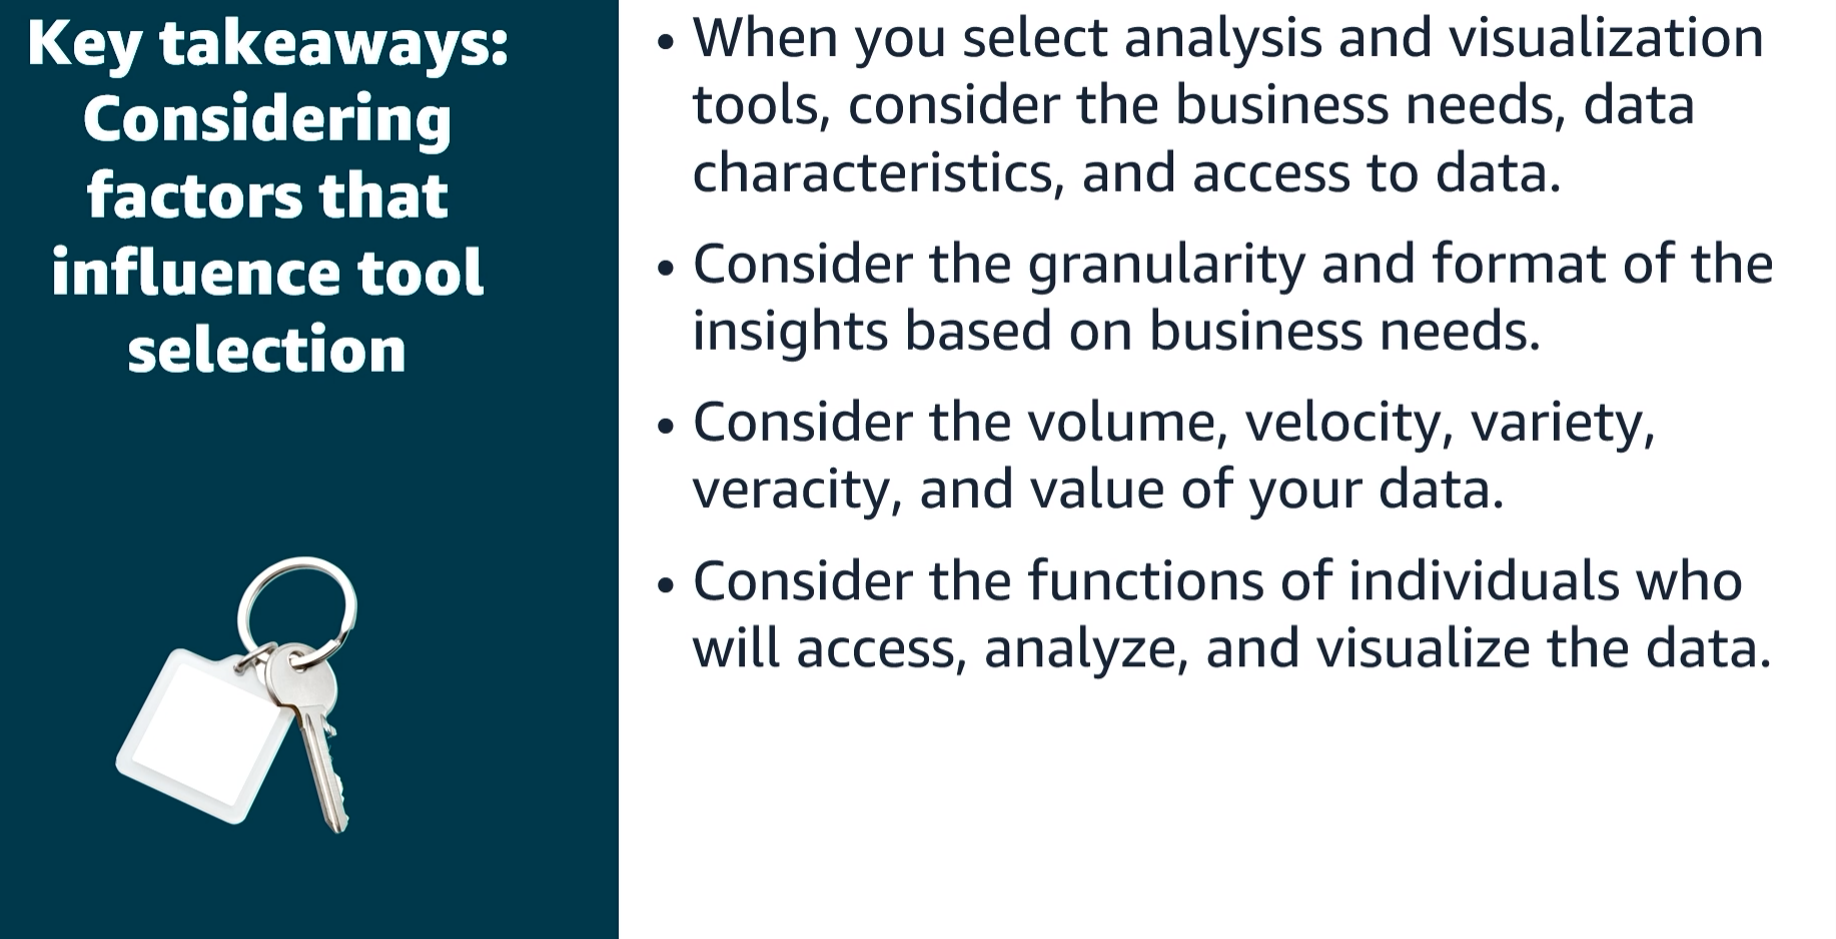 Key takeaways:
Considering
factors that
influence tool
selection
• When you select analysis and visualization
tools, consider the business needs, data
characteristics, and access to data.
• Consider the granularity and format of the
insights based on business needs.
• Consider the volume, velocity, variety,
veracity, and value of your data.
• Consider the functions of individuals who
will access, analyze, and visualize the data.